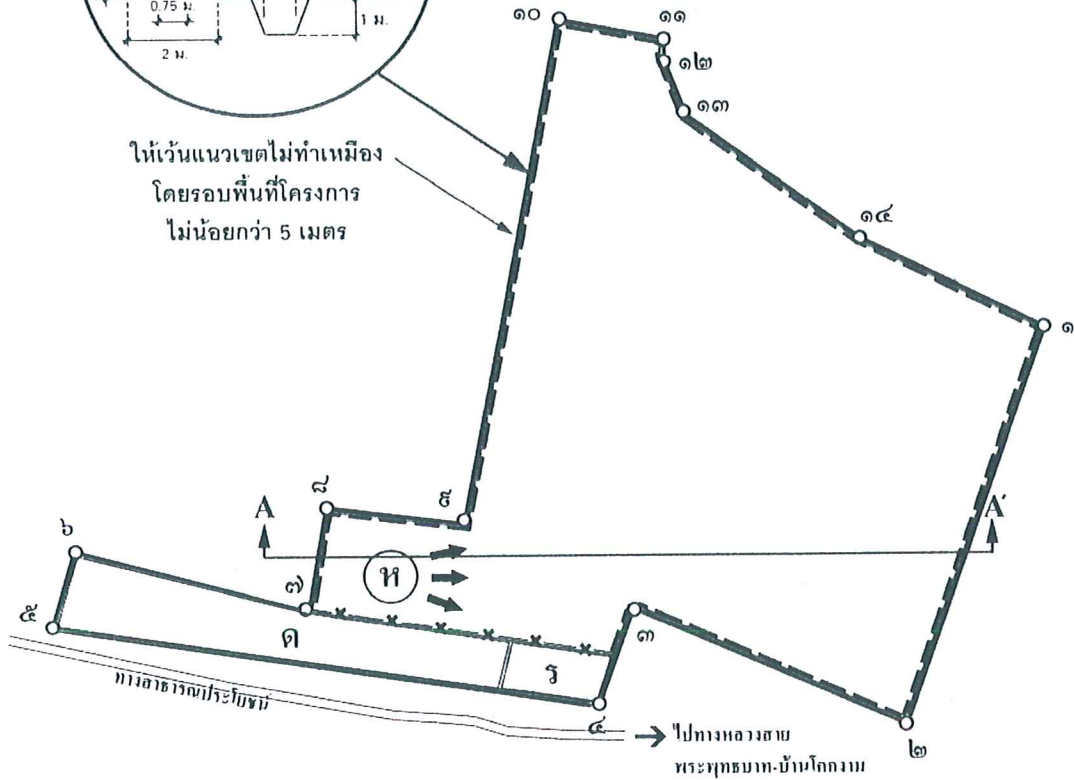 0.75 ม.
2 ม.
1 ม.
๑๐
๑๑
๑๒
๑๓
ให้เว้นแนวเขตไม่ทำเหมือง
โดยรอบพื้นที่โครงการ
ไม่น้อยกว่า 5 เมตร
๑๔
๑
๘
๙
A
A'
๖
ห
๗
๕
๓
ด
ร
ทางสาธารณประโยชน์
๔
๒
ไปทางหลวงสาย
พระพุทธบาท-บ้านโคกงาม